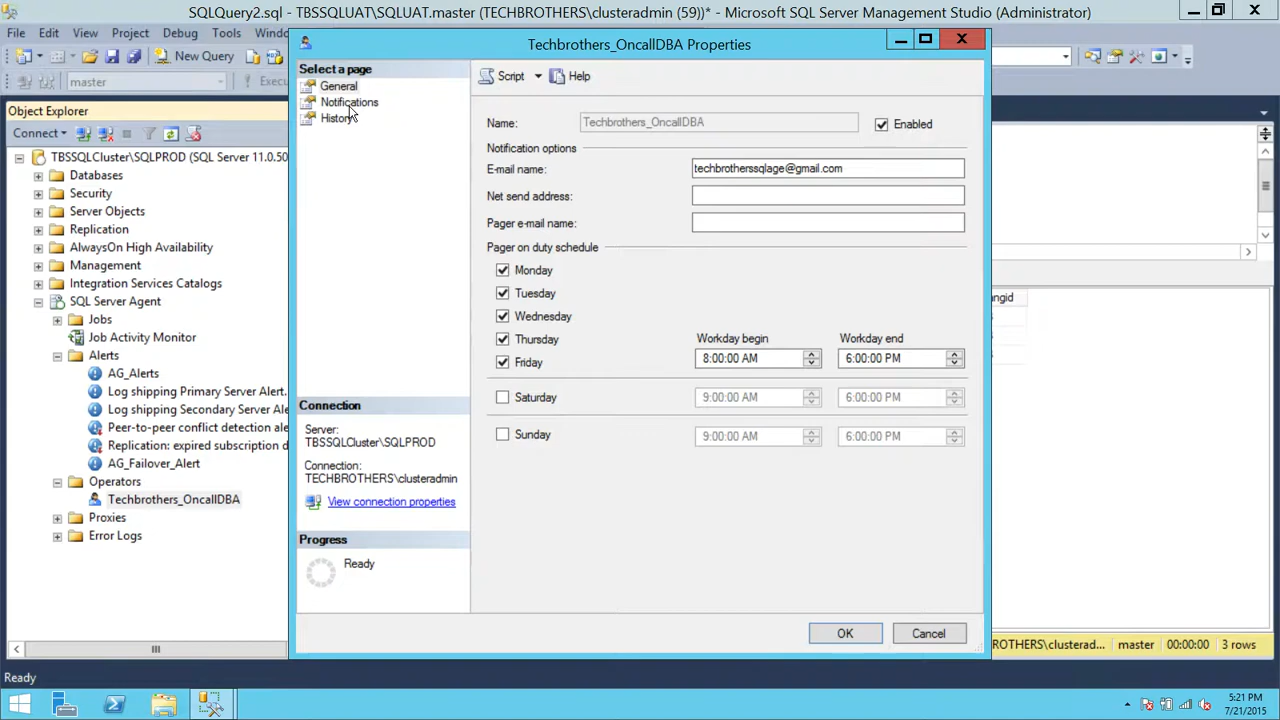 SQLQuery2.sql - TBSSQLUAT\SQLUAT.master (TECHBROTHERS\clusteradmin (59))* - Microsoft SQL Server Management Studio (Administrator)
File Edit View Project Debug Tools
New Query
master
Object Explorer
Connect
TBSSQLCluster\SQLPROD (SQL Server 11.0.50
Databases
Security
Server Objects
Replication
AlwaysOn High Availability
Management
Integration Services Catalogs
SQL Server Agent
Jobs
Job Activity Monitor
Alerts
AG_Alerts
Log shipping Primary Server Alert.
Log shipping Secondary Server Ale
Peer-to-peer conflict detection ale
Replication: expired subscription d
AG_Failover_Alert
Operators
Techbrothers_OncallDBA
Proxies
Error Logs
Techbrothers_OncallDBA Properties
Select a page
General
Notifications
History
Connection
Server:
TBSSQLCluster\SQLPROD
Connection:
TECHBROTHERS\clusteradmin
View connection properties
Progress
Ready
Script Help
Name: Techbrothers_OncallDBA Enabled
Notification options
E-mail name: techbrotherssqlage@gmail.com
Net send address:
Pager e-mail name:
Pager on duty schedule
Monday
Tuesday
Wednesday
Thursday Workday begin Workday end
Friday 8:00:00 AM 6:00:00 PM
Saturday 9:00:00 AM 6:00:00 PM
Sunday 9:00:00 AM 6:00:00 PM
OK Cancel
ngid
ROTHERS\clusterad... master 00:00:00 3 rows
Ready
5:21 PM
7/21/2015